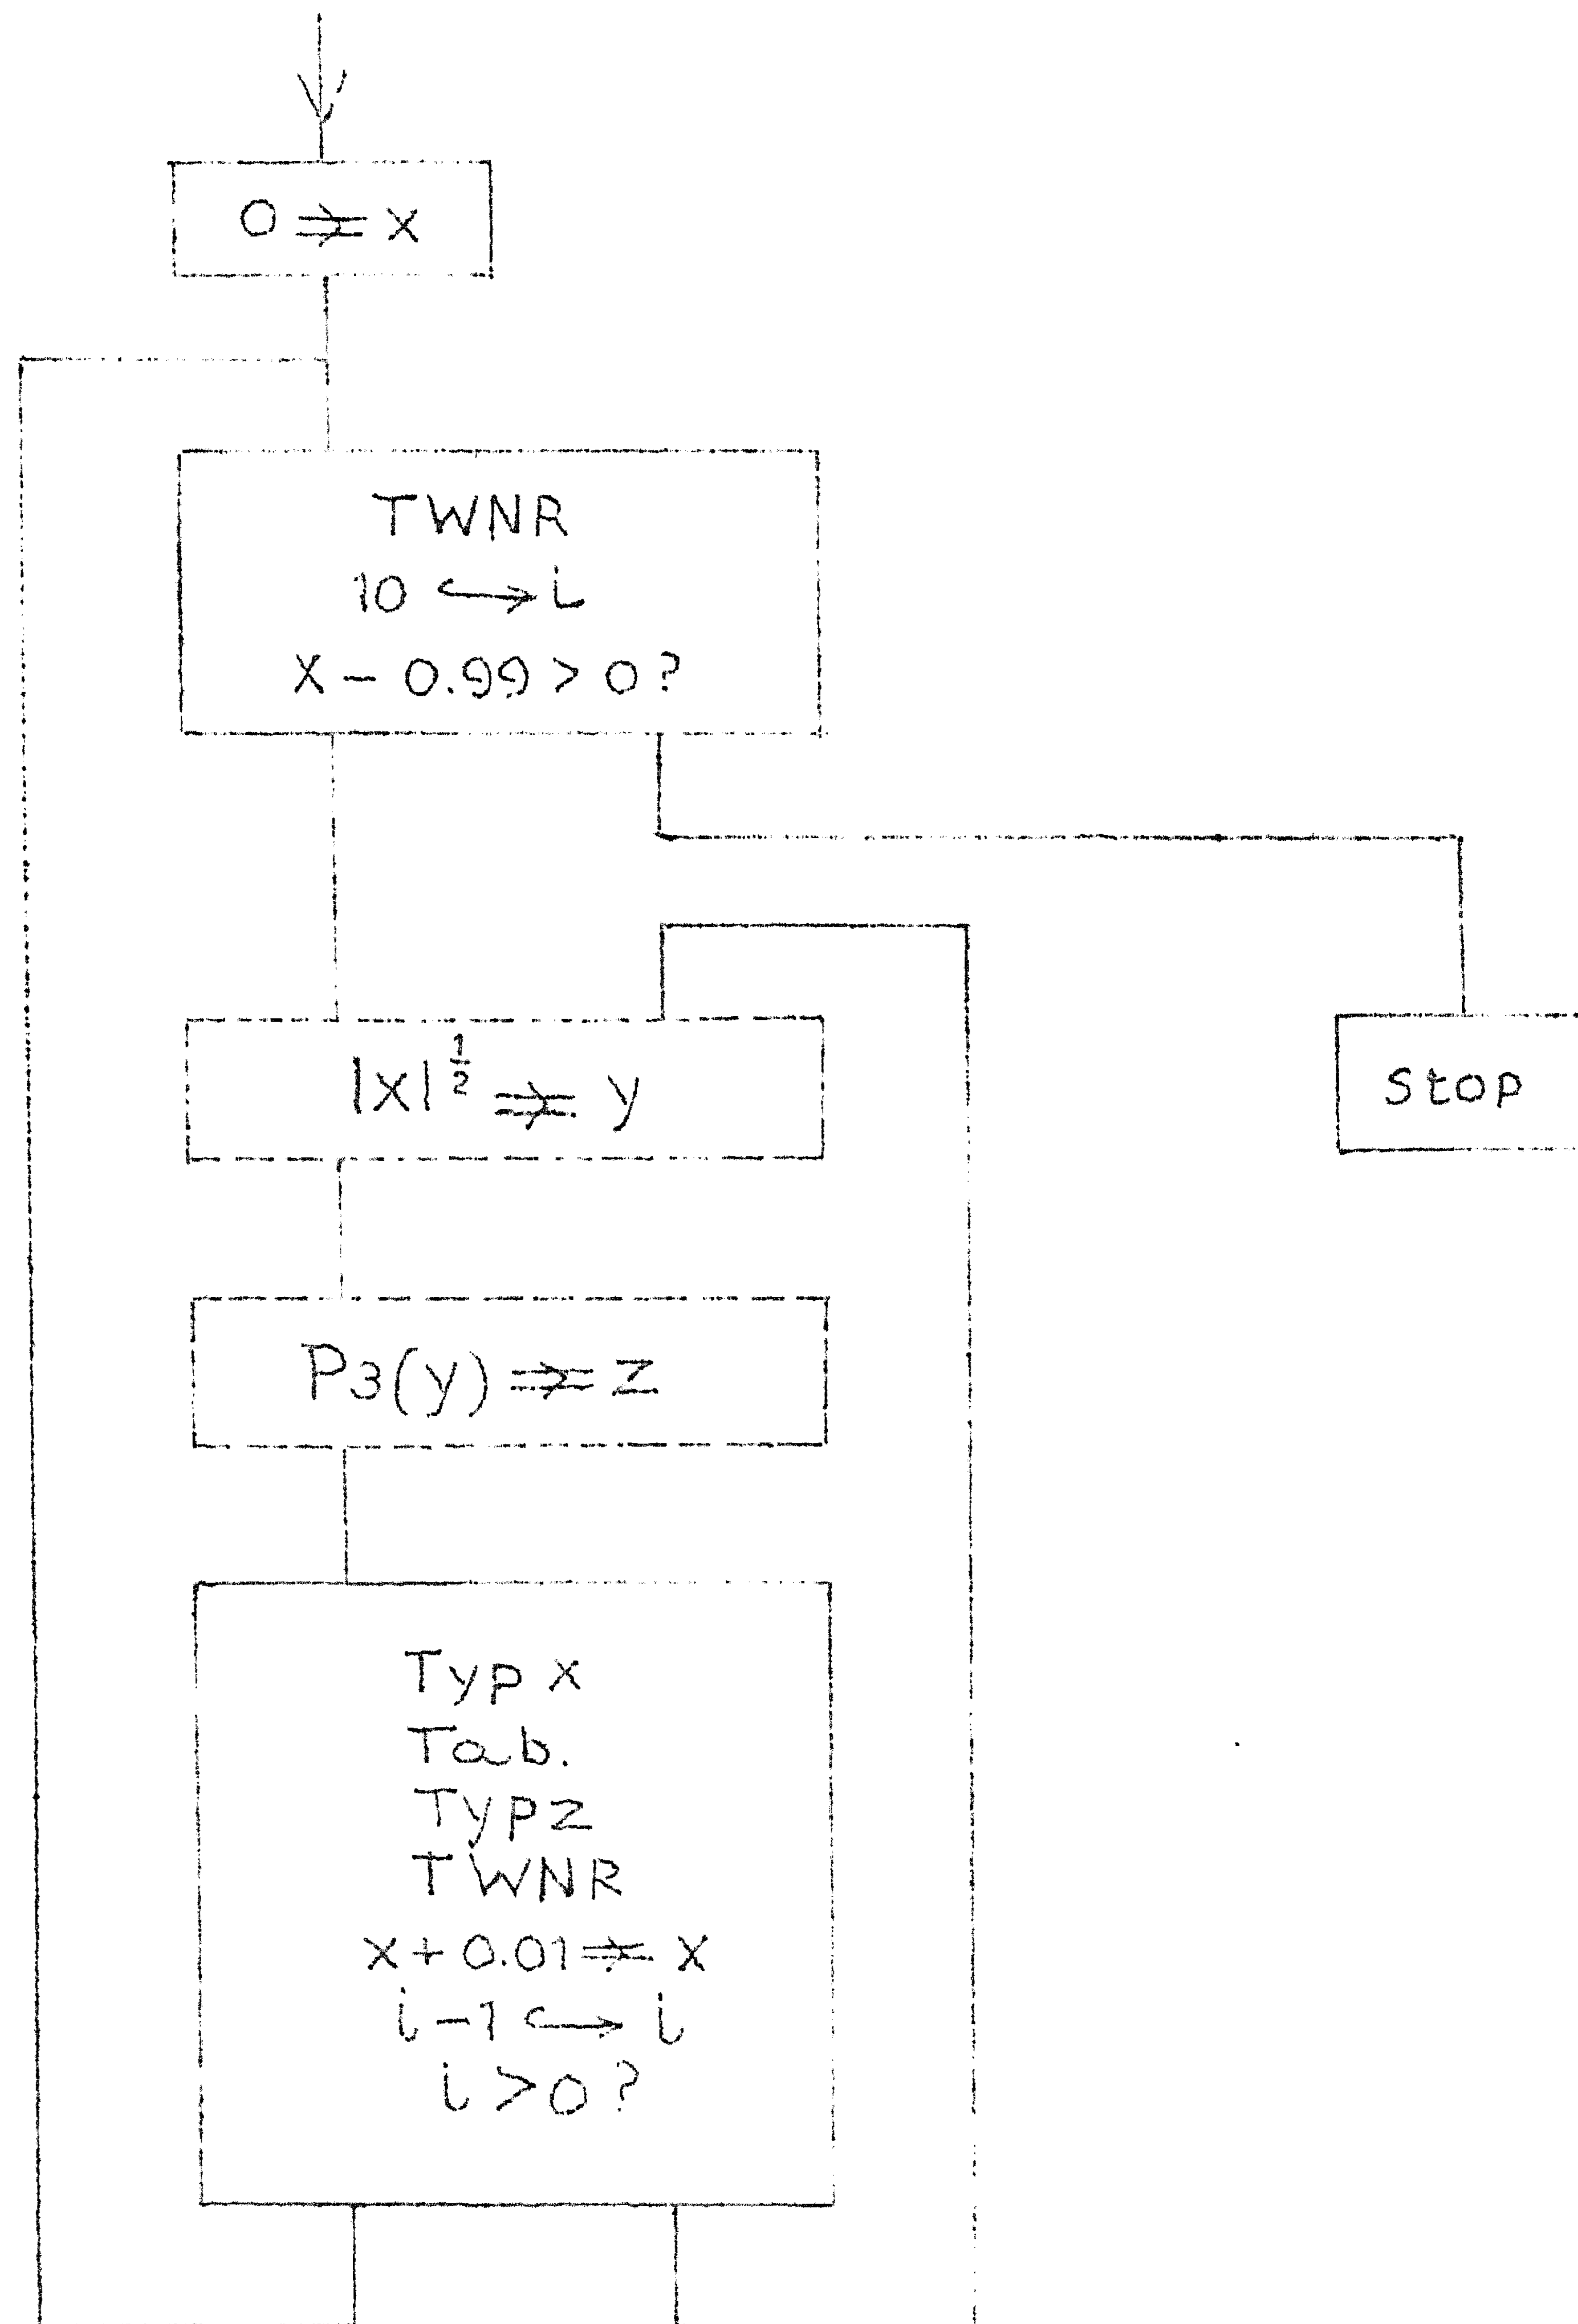 0 ⇒ x
TWNR
10 ↪ i
x - 0.99 > 0?
|x|^½ ⇒ y
Stop
P3(y) ⇒ z
Typ x
Tab.
Typ z
TWNR
x + 0.01 ⇒ x
i - 1 ↪ i
i > 0?